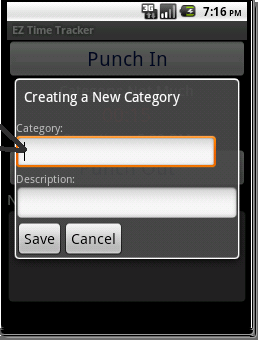 3G
7:16 PM
EZ Time Tracker
Punch In
Creating a New Category
Category:
Description:
Save Cancel